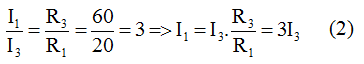 I₁/I₃ = R₃/R₁ = 60/20 = 3 => I₁ = I₃.R₃/R₁ = 3I₃ (2)